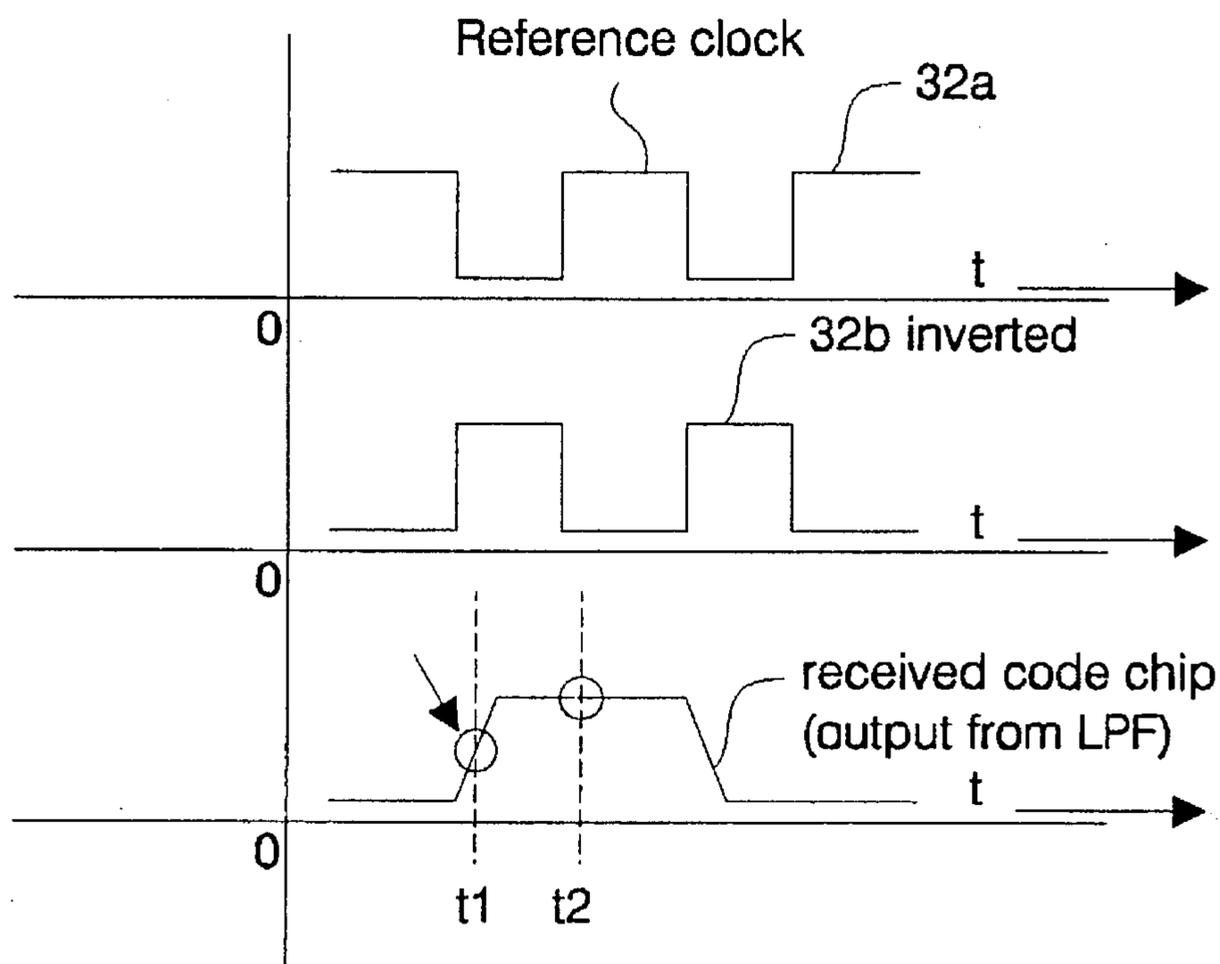 Reference clock
32a
t
0
32b inverted
t
0
received code chip
(output from LPF)
t
0
t1
t2